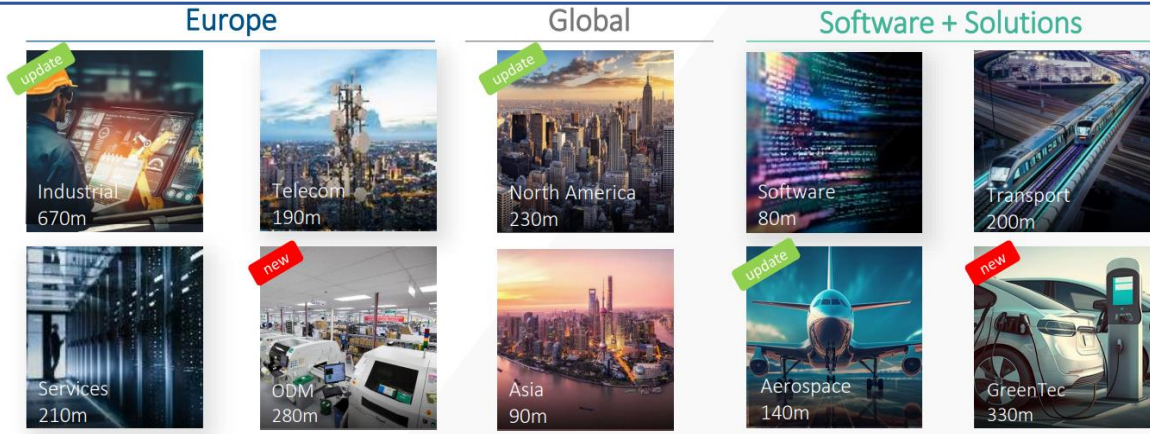 Europe
Global
Software + Solutions
update
Industrial
670m
Telecom
190m
update
North America
230m
Software
80m
Transport
200m
Services
210m
new
ODM
280m
Asia
90m
update
Aerospace
140m
new
GreenTec
330m